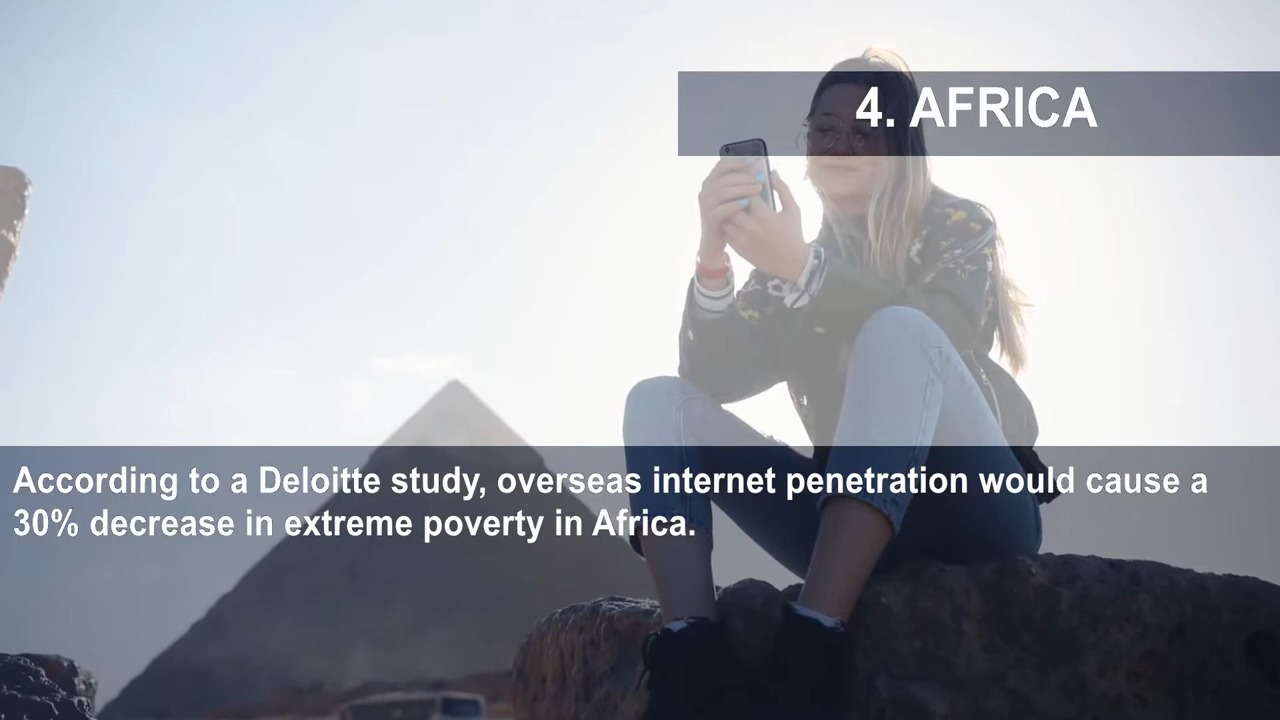 4. AFRICA
According to a Deloitte study, overseas internet penetration would cause a
30% decrease in extreme poverty in Africa.